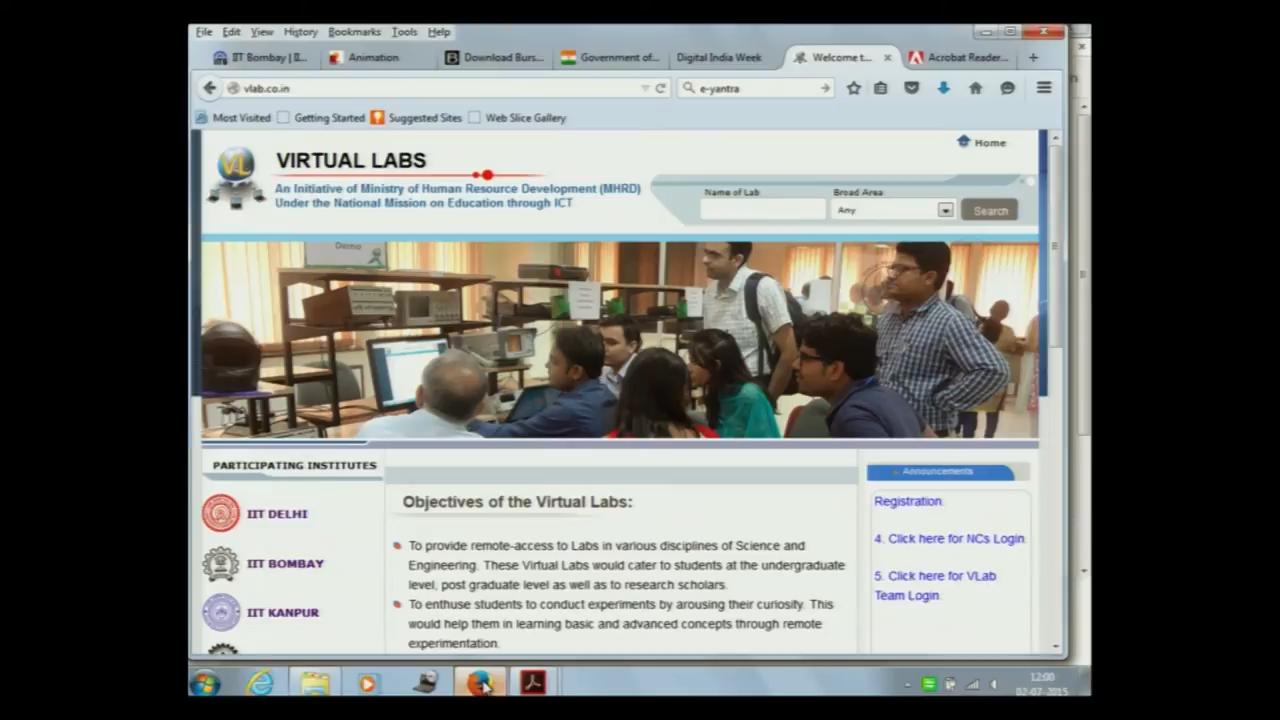 File Edit View History Bookmarks Tools Help
IIT Bombay | II... Animation Download Burs... Government of... Digital India Week Welcome t... Acrobat Reader...
vlab.co.in e-yantra
Most Visited Getting Started Suggested Sites Web Slice Gallery
Home
VL VIRTUAL LABS
An Initiative of Ministry of Human Resource Development (MHRD)
Under the National Mission on Education through ICT
Name of Lab Broad Area
Any Search
Demo
PARTICIPATING INSTITUTES
IIT DELHI
IIT BOMBAY
IIT KANPUR
Objectives of the Virtual Labs:
To provide remote-access to Labs in various disciplines of Science and
Engineering. These Virtual Labs would cater to students at the undergraduate
level, post graduate level as well as to research scholars.
To enthuse students to conduct experiments by arousing their curiosity. This
would help them in learning basic and advanced concepts through remote
experimentation.
Announcements
Registration
4. Click here for NCs Login
5. Click here for VLab
Team Login
12:00
02-07-2015